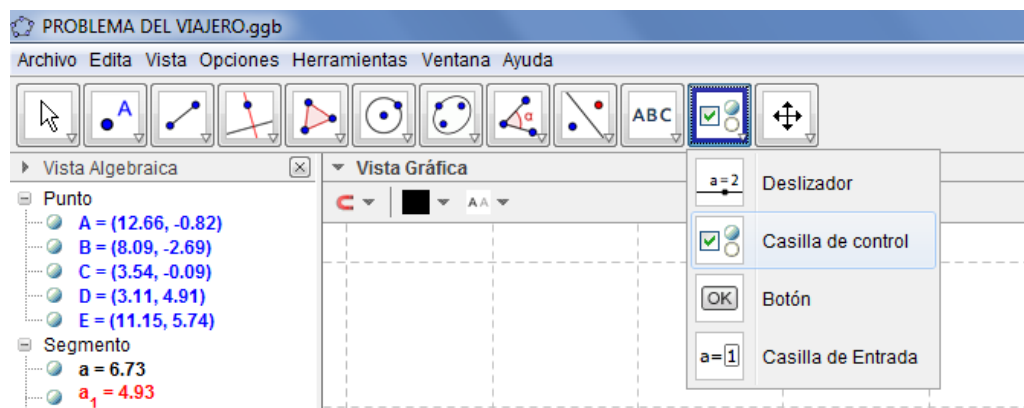 PROBLEMA DEL VIAJERO.ggb
Archivo Edita Vista Opciones Herramientas Ventana Ayuda
A
α
ABC
Vista Algebraica
Vista Gráfica
A A
Punto
A = (12.66, -0.82)
B = (8.09, -2.69)
C = (3.54, -0.09)
D = (3.11, 4.91)
E = (11.15, 5.74)
Segmento
a = 6.73
a₁ = 4.93
a=2 Deslizador
Casilla de control
OK Botón
a=1 Casilla de Entrada